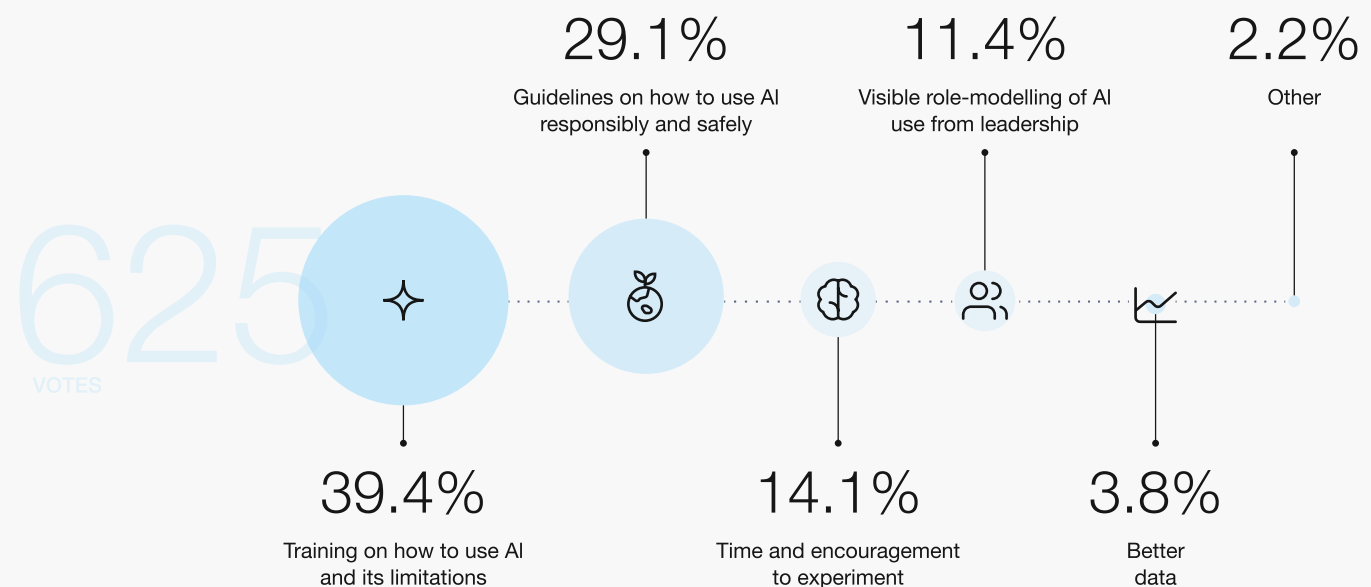 29.1%
Guidelines on how to use AI
responsibly and safely
11.4%
Visible role-modelling of AI
use from leadership
2.2%
Other
625
VOTES
39.4%
Training on how to use AI
and its limitations
14.1%
Time and encouragement
to experiment
3.8%
Better
data